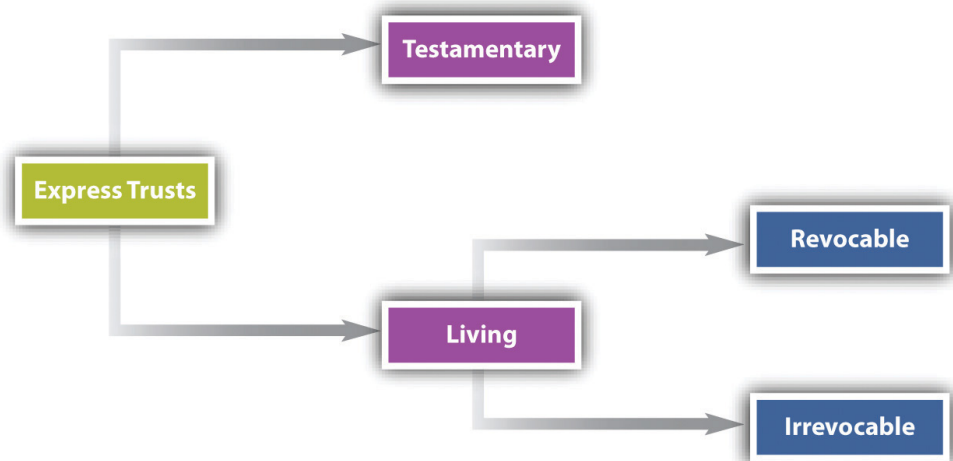 Testamentary
Express Trusts
Revocable
Living
Irrevocable